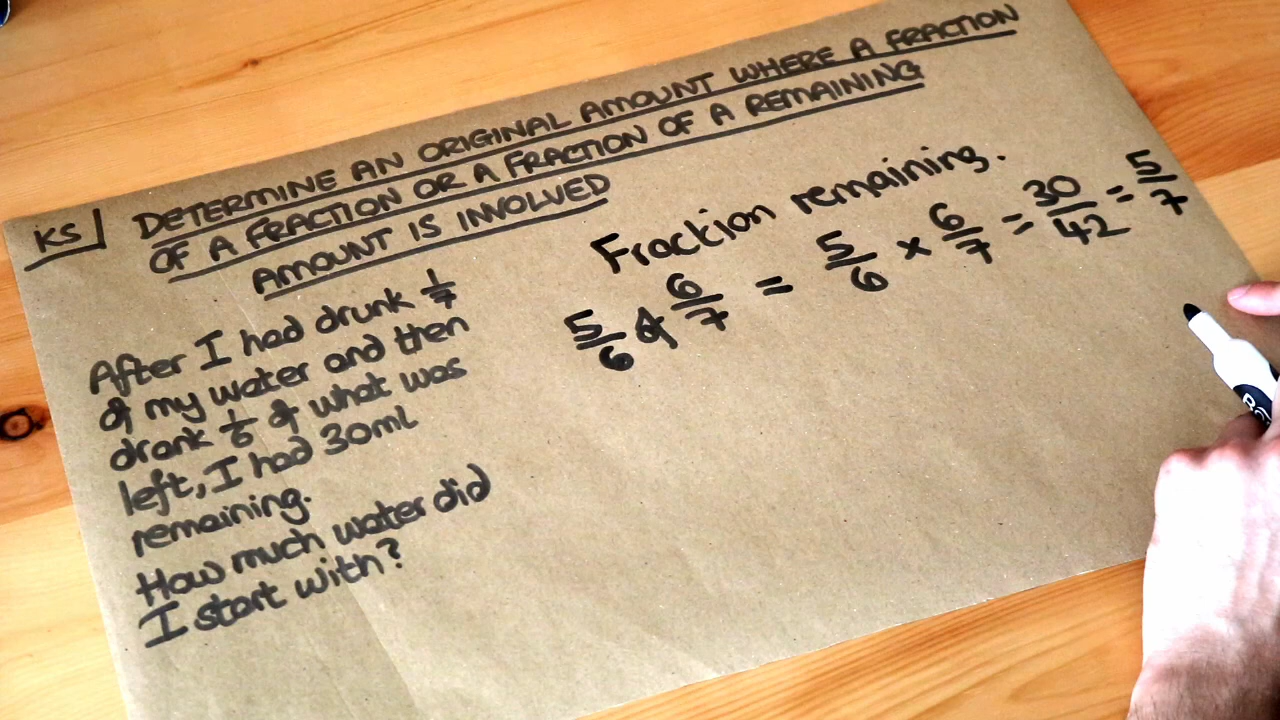 KS
DETERMINE AN ORIGINAL AMOUNT WHERE A FRACTION
OF A FRACTION OR A FRACTION OF A REMAINING
AMOUNT IS INVOLVED
After I had drunk 1/7
of my water and then
drank 1/6 of what was
left, I had 30ml
remaining.
How much water did
I start with?
Fraction remaining.
5/6 of 6/7 = 5/6 × 6/7 = 30/42 = 5/7